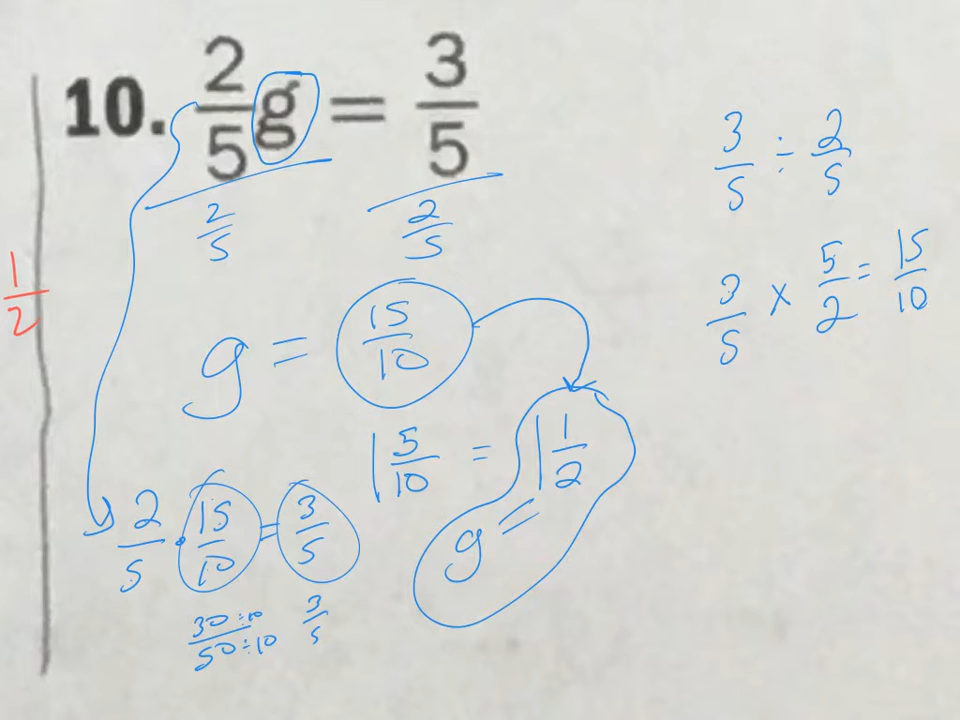 10. 2/5 g = 3/5
2/5 2/5
3/5 ÷ 2/5
3/5 × 5/2 = 15/10
1/2
g = 15/10
1 5/10 = 1 1/2
g =
2/5 · 15/10 = 3/5
30÷10/50÷10 3/5